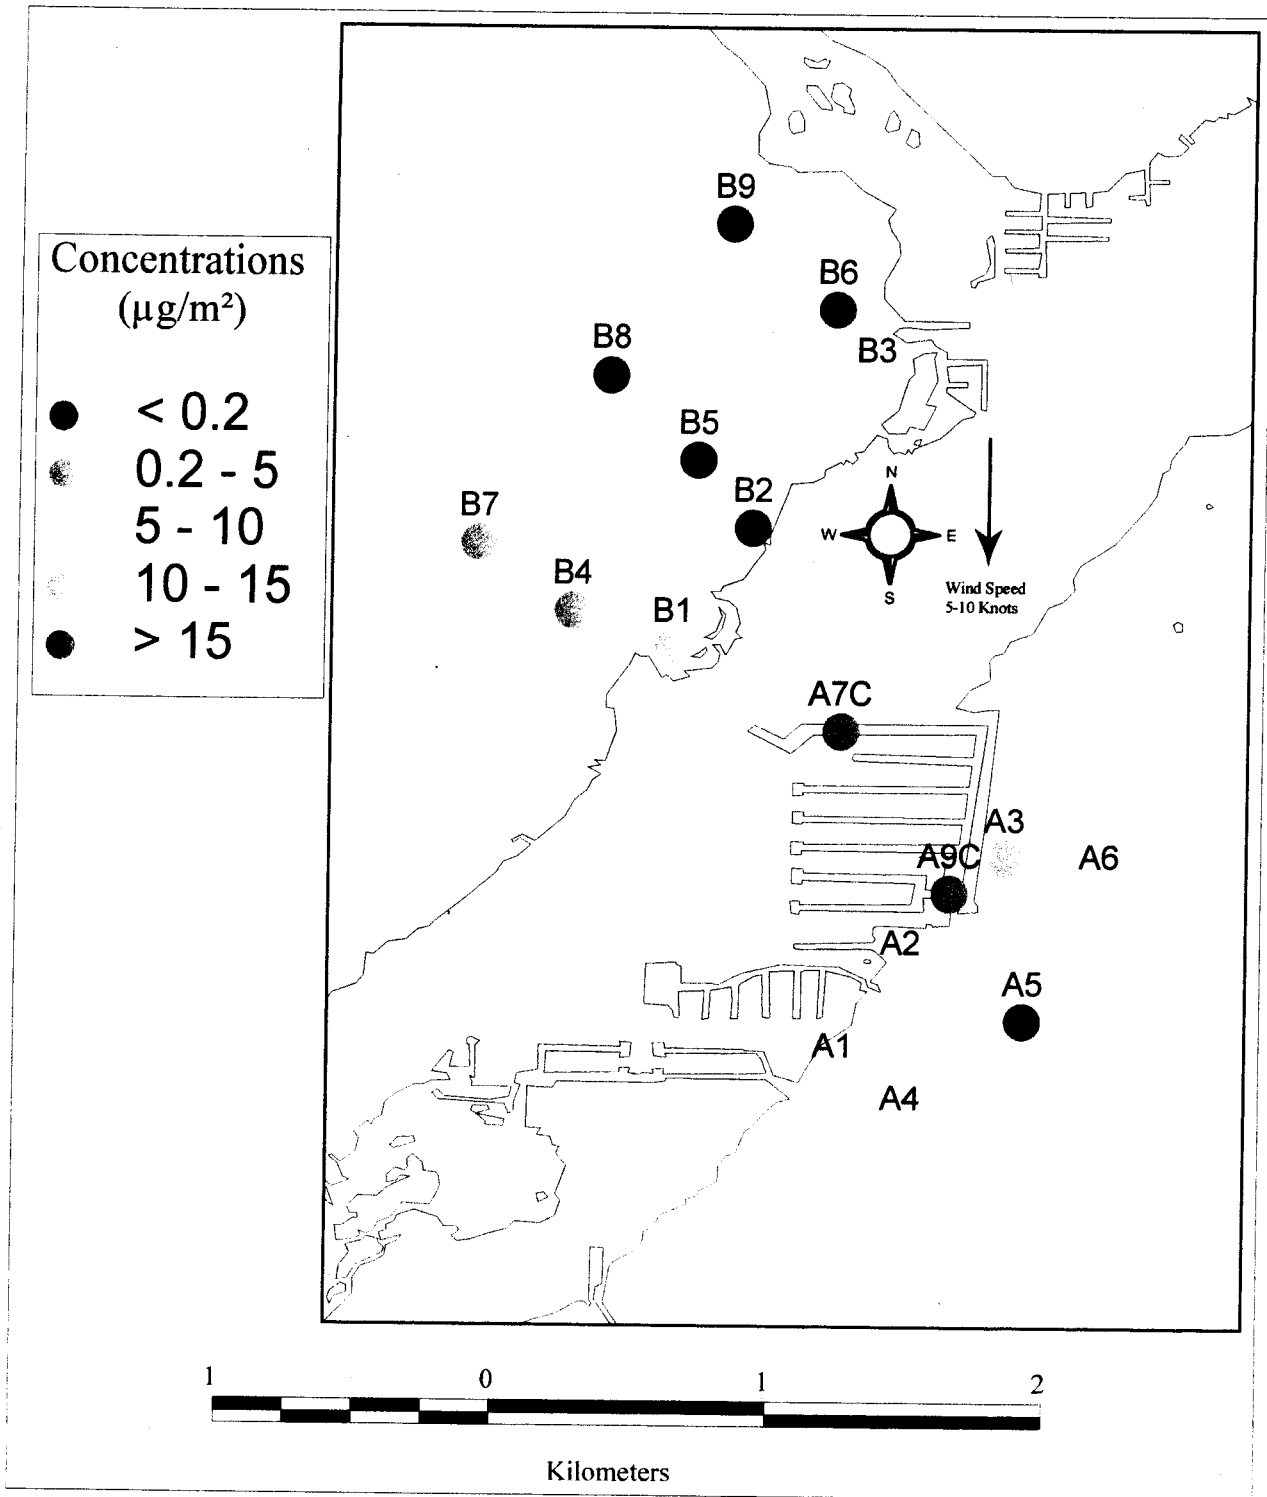 Concentrations
(µg/m²)
< 0.2
0.2 - 5
5 - 10
10 - 15
> 15
B9
B6
B3
B8
B5
B2
B7
B4
B1
N
W
E
S
Wind Speed
5-10 Knots
A7C
A3
A9C
A6
A2
A5
A1
A4
1
0
1
2
Kilometers